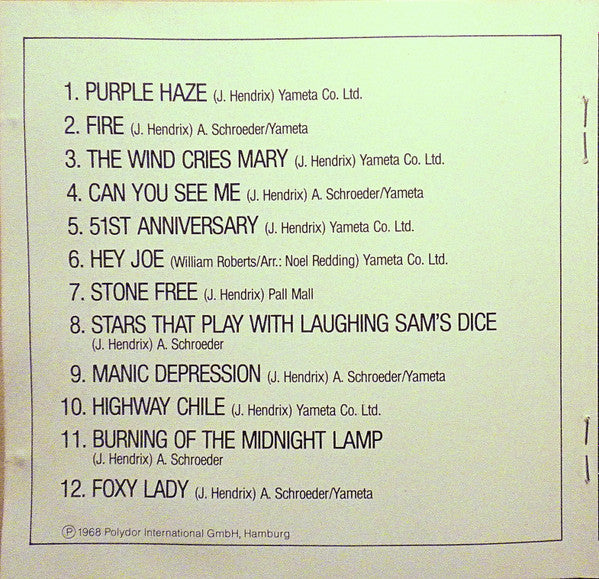 1. PURPLE HAZE (J. Hendrix) Yameta Co. Ltd.
2. FIRE (J. Hendrix) A. Schroeder/Yameta
3. THE WIND CRIES MARY (J. Hendrix) Yameta Co. Ltd.
4. CAN YOU SEE ME (J. Hendrix) A. Schroeder/Yameta
5. 51ST ANNIVERSARY (J. Hendrix) Yameta Co. Ltd.
6. HEY JOE (William Roberts/Arr.: Noel Redding) Yameta Co. Ltd.
7. STONE FREE (J. Hendrix) Pall Mall
8. STARS THAT PLAY WITH LAUGHING SAM'S DICE
(J. Hendrix) A. Schroeder
9. MANIC DEPRESSION (J. Hendrix) A. Schroeder/Yameta
10. HIGHWAY CHILE (J. Hendrix) Yameta Co. Ltd.
11. BURNING OF THE MIDNIGHT LAMP
(J. Hendrix) A. Schroeder
12. FOXY LADY (J. Hendrix) A. Schroeder/Yameta
℗ 1968 Polydor International GmbH, Hamburg